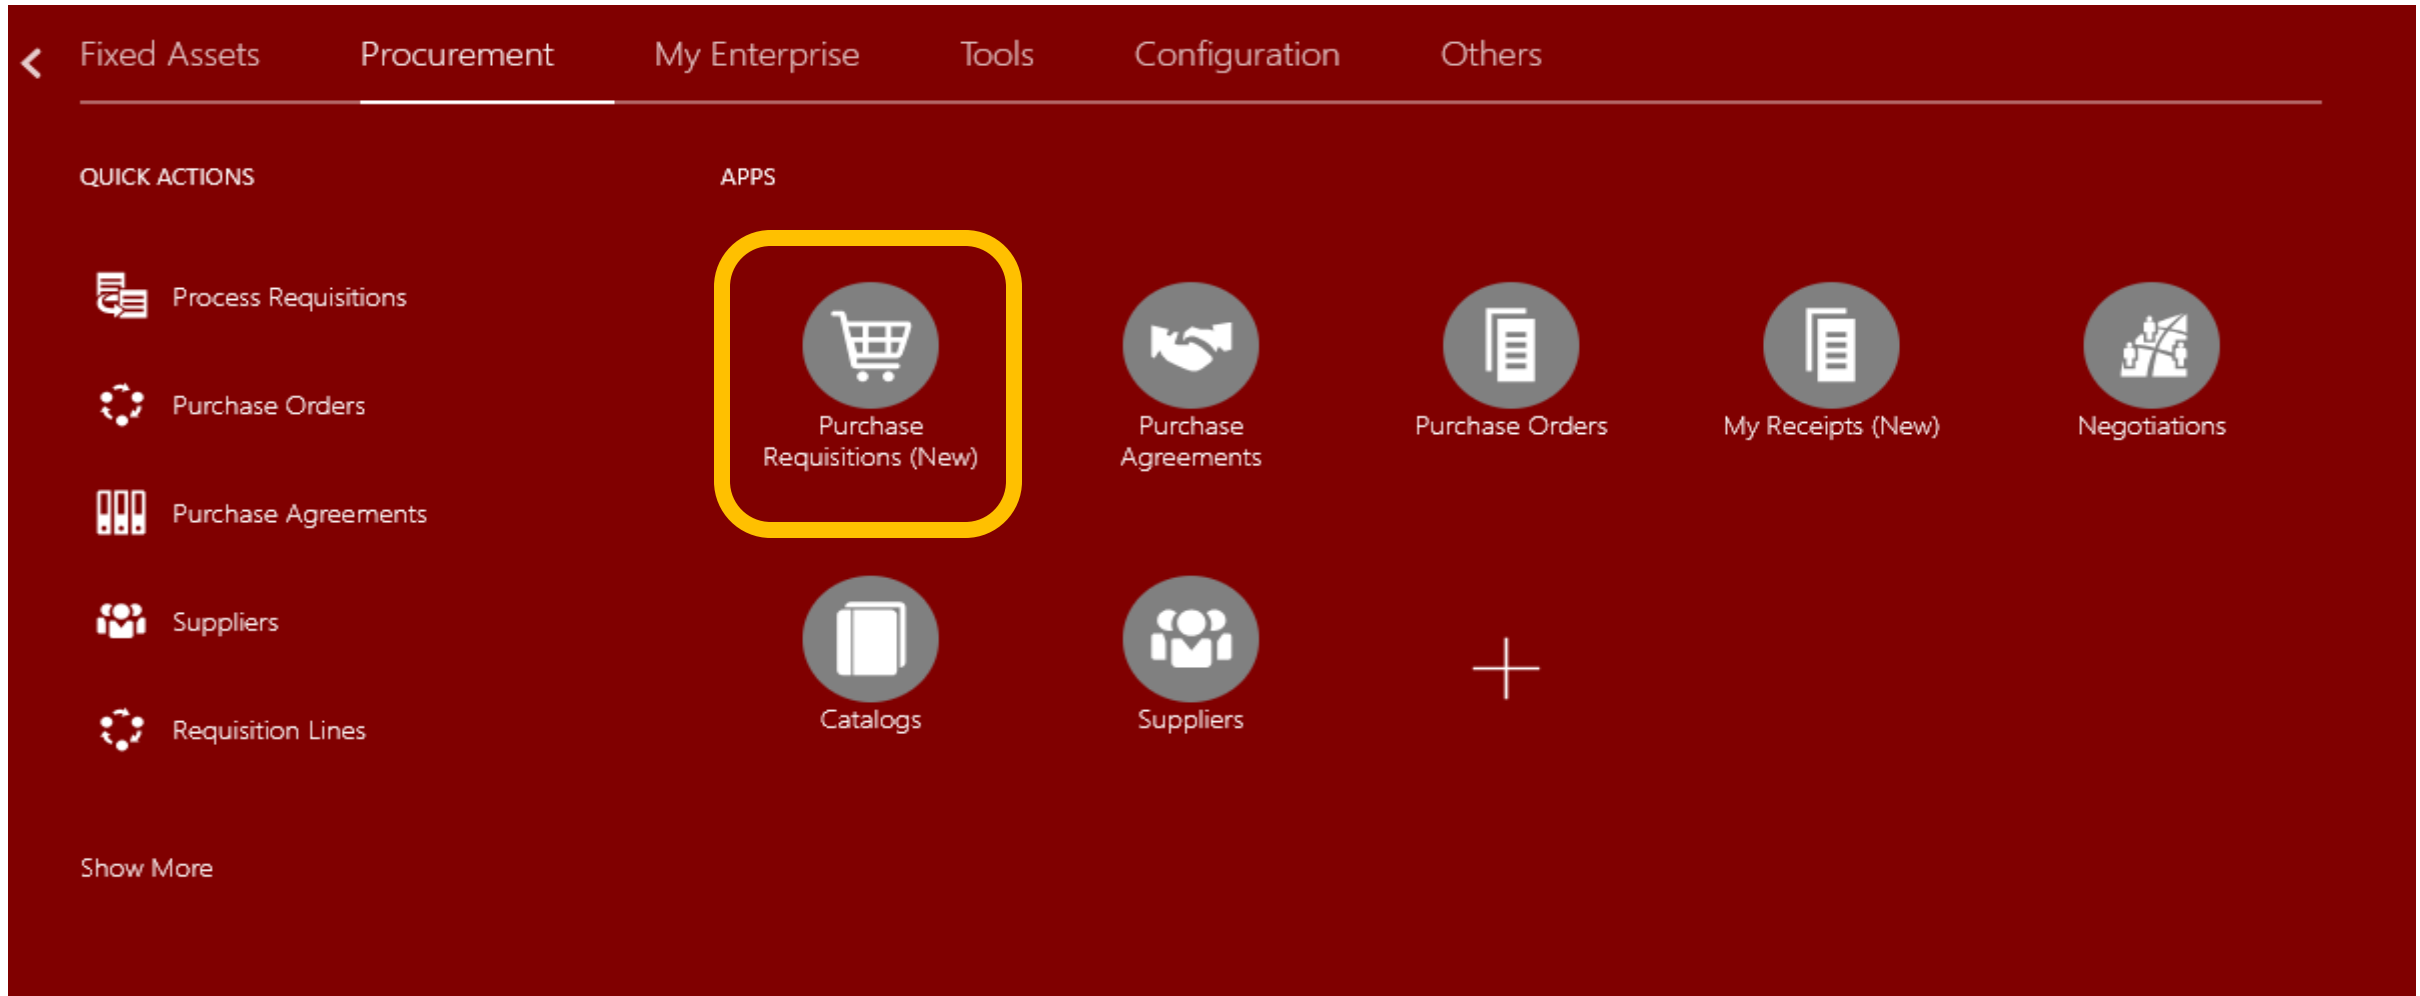 Fixed Assets
Procurement
My Enterprise
Tools
Configuration
Others
QUICK ACTIONS
Process Requisitions
Purchase Orders
Purchase Agreements
Suppliers
Requisition Lines
Show More
APPS
Purchase
Requisitions (New)
Purchase
Agreements
Purchase Orders
My Receipts (New)
Negotiations
Catalogs
Suppliers